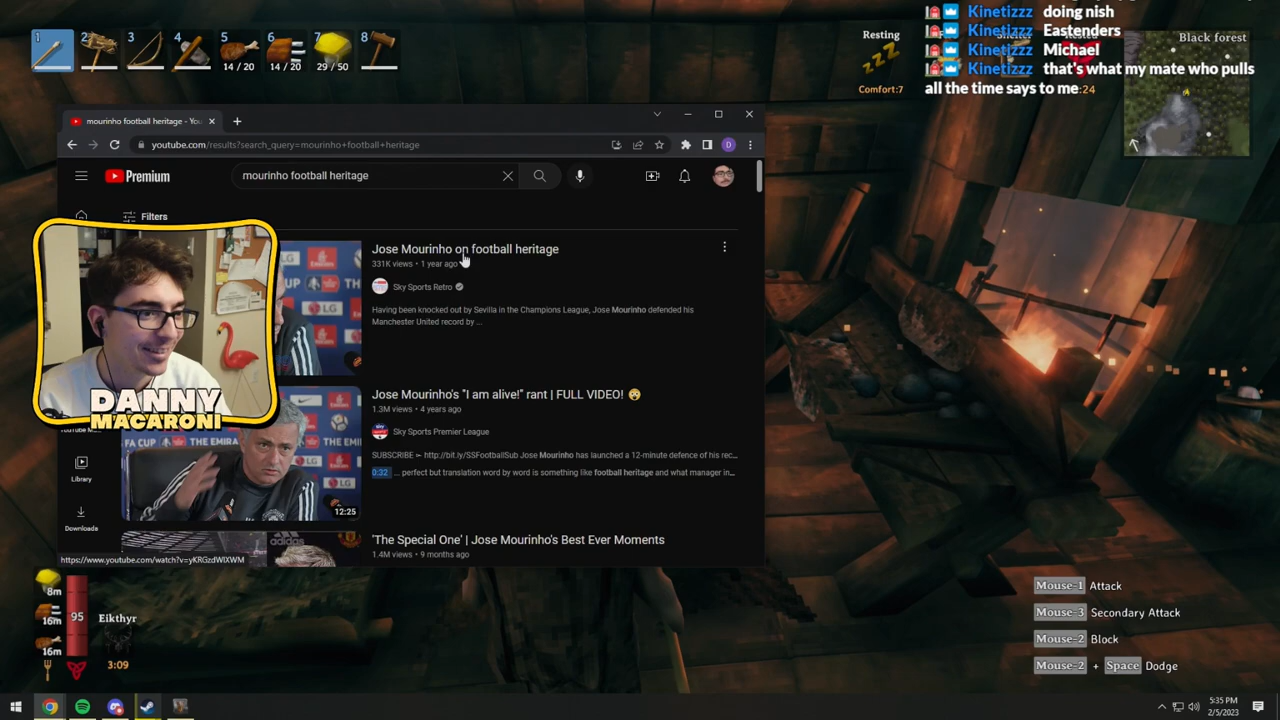 1
2
3
4
5
6
7
8
14 / 20
14 / 20
29 / 50
Resting
Comfort:7
:24
Black forest
Kinetizzz doing nish
Kinetizzz Eastenders
Kinetizzz Michael
Kinetizzz that's what my mate who pulls
all the time says to me
mourinho football heritage - You
youtube.com/results?search_query=mourinho+football+heritage
D
Premium
mourinho football heritage
Filters
Jose Mourinho on football heritage
331K views • 1 year ago
Sky Sports Retro
Having been knocked out by Sevilla in the Champions League, Jose Mourinho defended his
Manchester United record by ...
Jose Mourinho's "I am alive!" rant | FULL VIDEO! 😮
1.3M views • 4 years ago
Sky Sports Premier League
SUBSCRIBE ► http://bit.ly/SSFootballSub Jose Mourinho has launched a 12-minute defence of his rec...
0:32 ... perfect but translation word by word is something like football heritage and what manager in...
12:25
'The Special One' | Jose Mourinho's Best Ever Moments
1.4M views • 9 months ago
DANNY
MACARONI
Library
Downloads
https://www.youtube.com/watch?v=yKRGzdWIXWM
8m
16m
16m
95
Eikthyr
3:09
Mouse-1 Attack
Mouse-3 Secondary Attack
Mouse-2 Block
Mouse-2 + Space Dodge
5:35 PM
2/5/2023